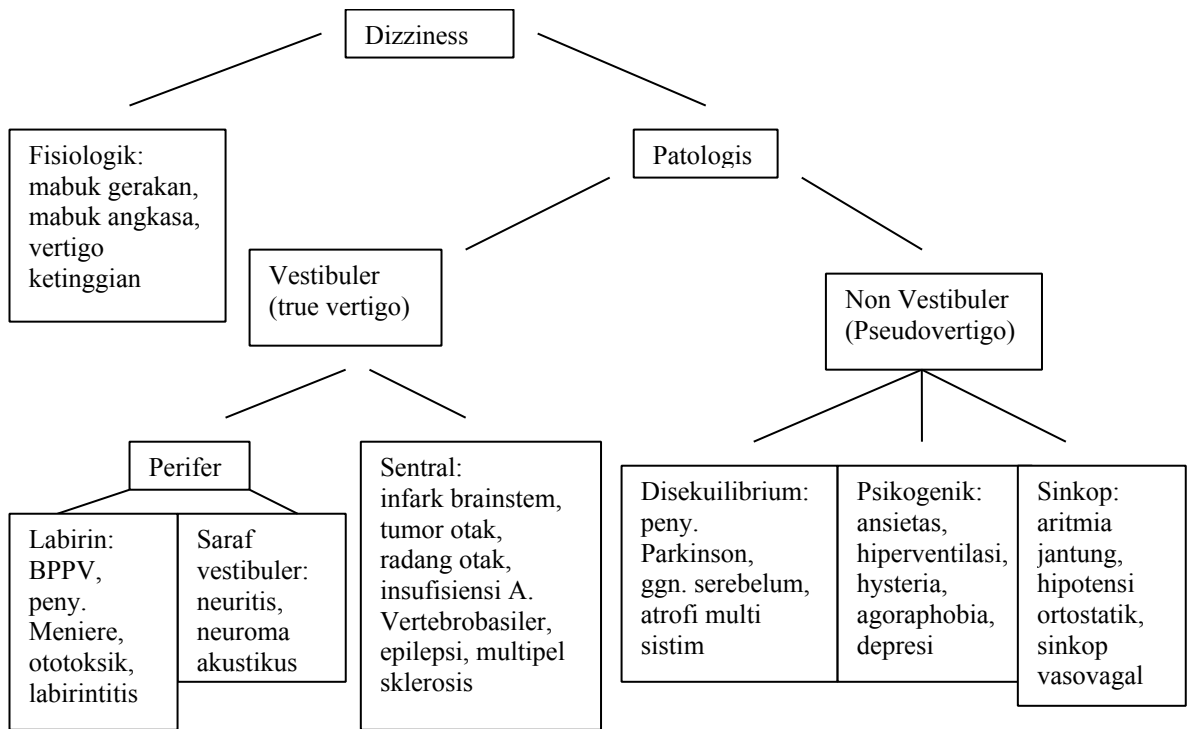 Dizziness
Fisiologik:
mabuk gerakan,
mabuk angkasa,
vertigo
ketinggian
Patologis
Vestibuler
(true vertigo)
Non Vestibuler
(Pseudovertigo)
Perifer
Labirin:
BPPV,
peny.
Meniere,
ototoksik,
labirintitis
Saraf
vestibuler:
neuritis,
neuroma
akustikus
Sentral:
infark brainstem,
tumor otak,
radang otak,
insufisiensi A.
Vertebrobasiler,
epilepsi, multipel
sklerosis
Disekuilibrium:
peny.
Parkinson,
ggn. serebelum,
atrofi multi
sistim
Psikogenik:
ansietas,
hiperventilasi,
hysteria,
agoraphobia,
depresi
Sinkop:
aritmia
jantung,
hipotensi
ortostatik,
sinkop
vasovagal